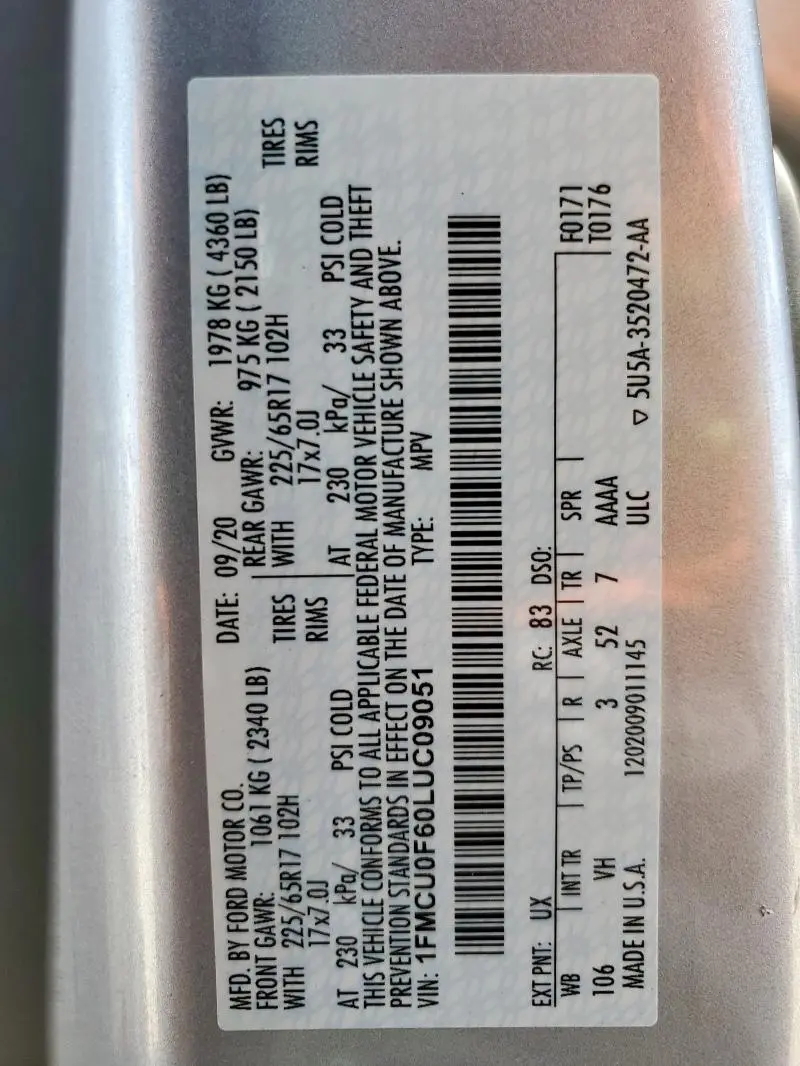 MFD. BY FORD MOTOR CO. DATE: 09/20 GVWR: 1978 KG ( 4360 LB)
FRONT GAWR: 1061 KG ( 2340 LB) REAR GAWR: 975 KG ( 2150 LB)
WITH 225/65R17 102H TIRES WITH 225/65R17 102H TIRES
17x7.0J RIMS 17x7.0J RIMS
AT 230 kPa/ 33 PSI COLD AT 230 kPa/ 33 PSI COLD
THIS VEHICLE CONFORMS TO ALL APPLICABLE FEDERAL MOTOR VEHICLE SAFETY AND THEFT
PREVENTION STANDARDS IN EFFECT ON THE DATE OF MANUFACTURE SHOWN ABOVE.
VIN: 1FMCU0F60LUC09051 TYPE: MPV
EXT PNT: UX RC: 83 DSO:
WB INT TR TP/PS R AXLE TR SPR F0171
106 VH 3 52 7 AAAA T0176
MADE IN U.S.A. 1202009011145 ULC ▽ 5U5A-3520472-AA